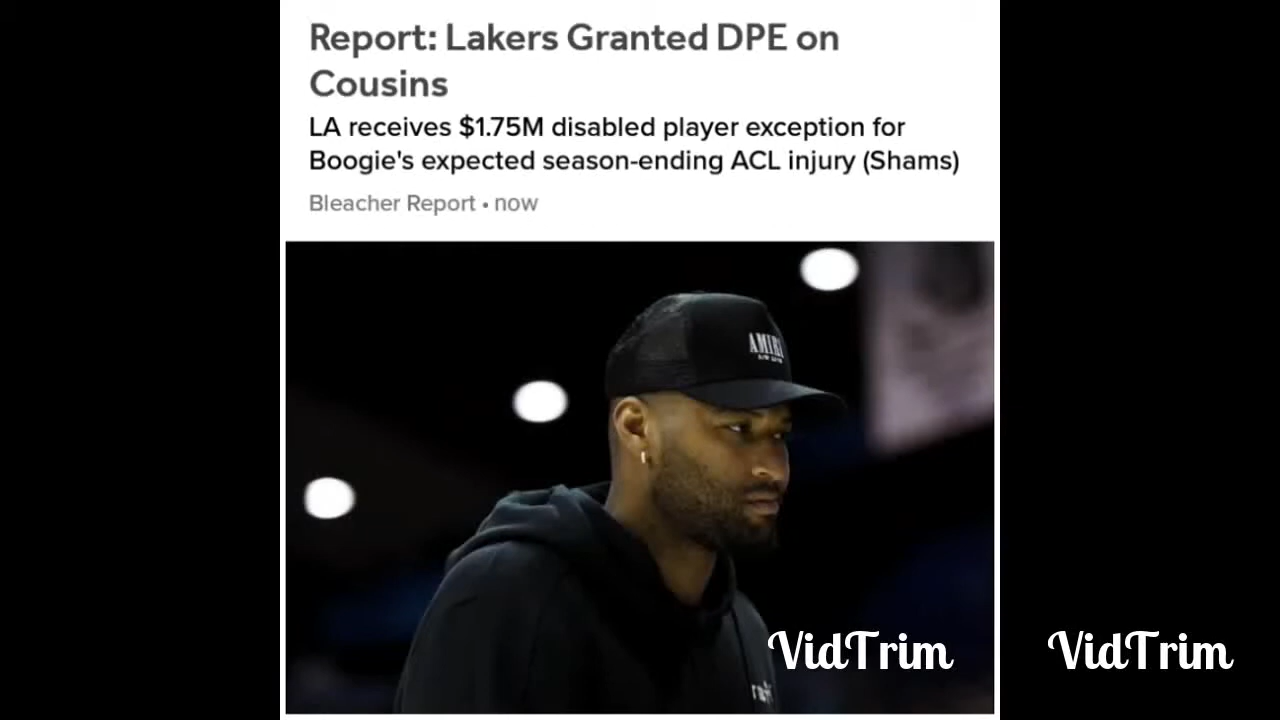 Report: Lakers Granted DPE on
Cousins
LA receives $1.75M disabled player exception for
Boogie's expected season-ending ACL injury (Shams)
Bleacher Report • now
AMIRI
VidTrim VidTrim